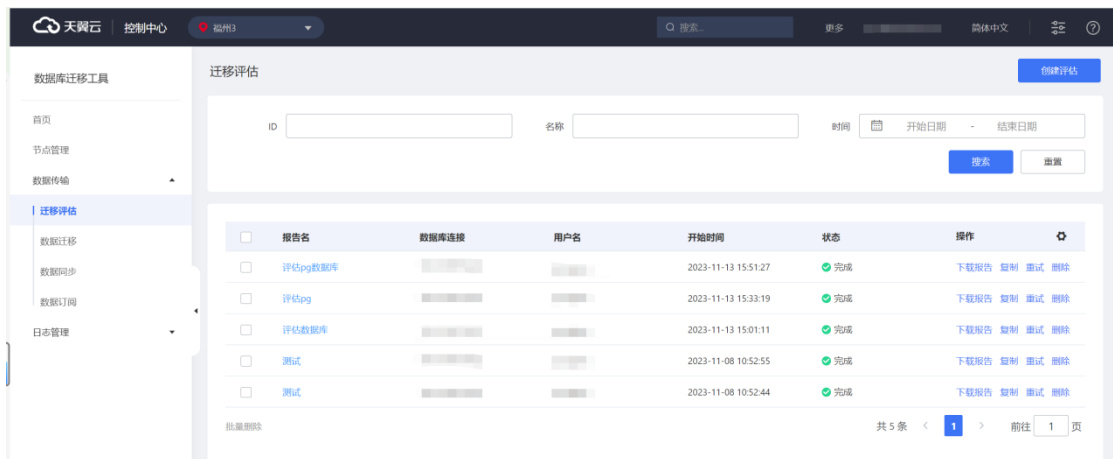 天翼云 控制中心 福州3 搜索... 更多 简体中文
数据库迁移工具
首页
节点管理
数据传输
迁移评估
数据迁移
数据同步
数据订阅
日志管理
迁移评估 创建评估
ID 名称 时间 开始日期 - 结束日期
搜索 重置
报告名 数据库连接 用户名 开始时间 状态 操作
评估pg数据库 2023-11-13 15:51:27 完成 下载报告 复制 重试 删除
评估pg 2023-11-13 15:33:19 完成 下载报告 复制 重试 删除
评估数据库 2023-11-13 15:01:11 完成 下载报告 复制 重试 删除
测试 2023-11-08 10:52:55 完成 下载报告 复制 重试 删除
测试 2023-11-08 10:52:44 完成 下载报告 复制 重试 删除
批量删除 共 5 条 < 1 > 前往 1 页